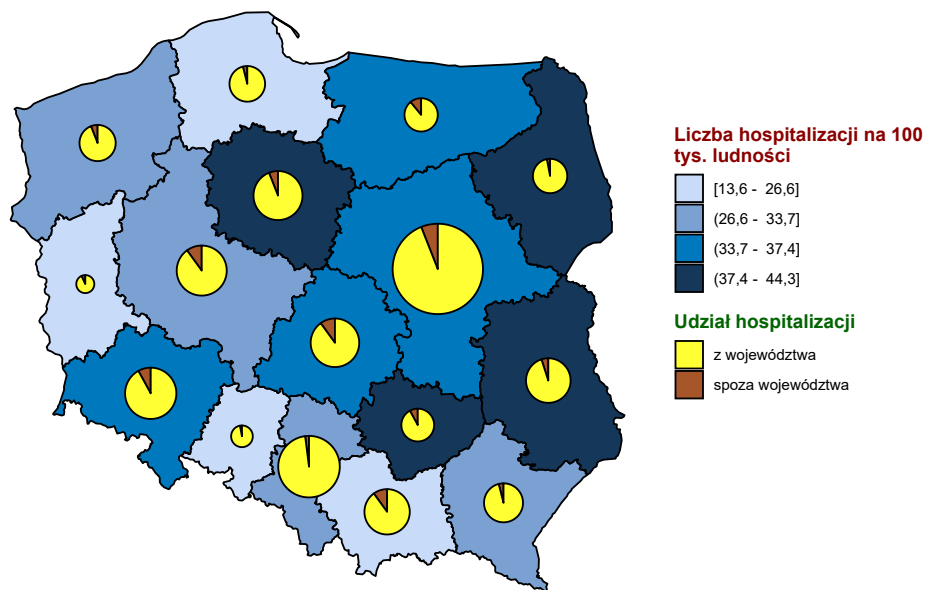 Liczba hospitalizacji na 100
tys. ludności
[13,6 -  26,6]
(26,6 -  33,7]
(33,7 -  37,4]
(37,4 -  44,3]
Udział hospitalizacji
z województwa
spoza województwa